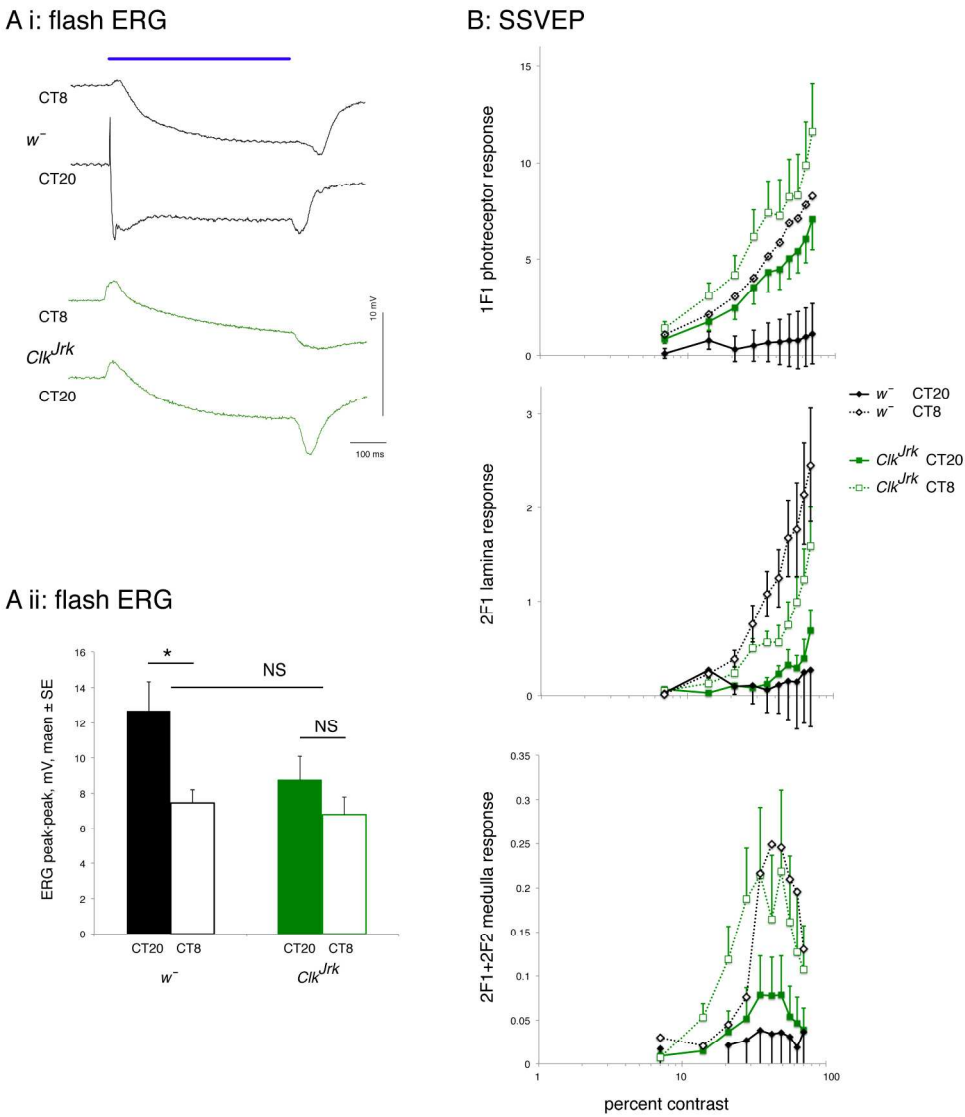 A i: flash ERG
CT8
w⁻
CT20
CT8
Clk^Jrk
CT20
10 mV
100 ms
A ii: flash ERG
ERG peak-peak, mV, maen ± SE
16
14
12
10
8
6
4
2
0
*
NS
NS
CT20 CT8
CT20 CT8
w⁻
Clk^Jrk
B: SSVEP
1F1 photreceptor response
15
10
5
0
2F1 lamina response
3
2
1
0
w⁻ CT20
w⁻ CT8
Clk^Jrk CT20
Clk^Jrk CT8
2F1+2F2 medulla response
0.35
0.3
0.25
0.2
0.15
0.1
0.05
0
1
10
100
percent contrast